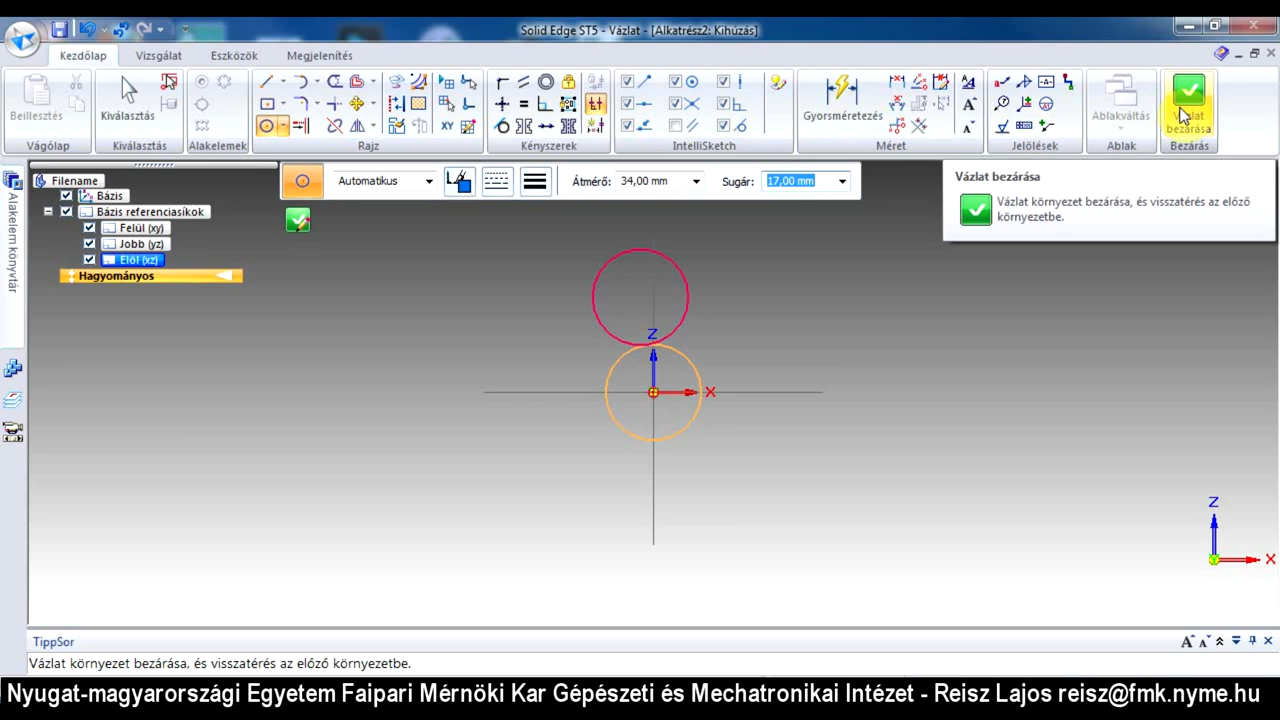 Solid Edge ST5 - Vázlat - [Alkatrész2: Kihúzás]
Kezdőlap
Vizsgálat
Eszközök
Megjelenítés
Beillesztés
Kiválasztás
Gyorsméretezés
Ablakváltás
Vázlat
bezárása
Vágólap
Kiválasztás
Alakelemek
Rajz
Kényszerek
IntelliSketch
Méret
Jelölések
Ablak
Bezárás
Automatikus
Átmérő: 34,00 mm
Sugár: 17,00 mm
Vázlat bezárása
Vázlat környezet bezárása, és visszatérés az előző
környezetbe.
Alakelem könyvtár
Filename
Bázis
Bázis referenciasíkok
Felül (xy)
Jobb (yz)
Elöl (xz)
Hagyományos
Z
X
Z
X
TippSor
Vázlat környezet bezárása, és visszatérés az előző környezetbe.
Nyugat-magyarországi Egyetem Faipari Mérnöki Kar Gépészeti és Mechatronikai Intézet - Reisz Lajos reisz@fmk.nyme.hu